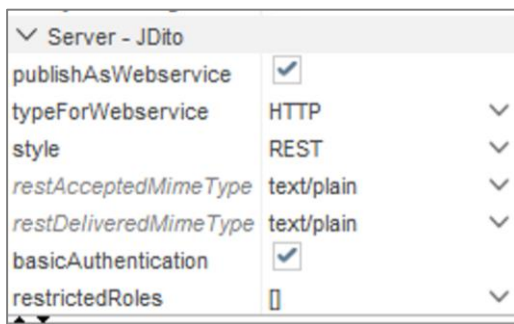 Server - JDito
publishAsWebservice
typeForWebservice HTTP
style REST
restAcceptedMimeType text/plain
restDeliveredMimeType text/plain
basicAuthentication
restrictedRoles []